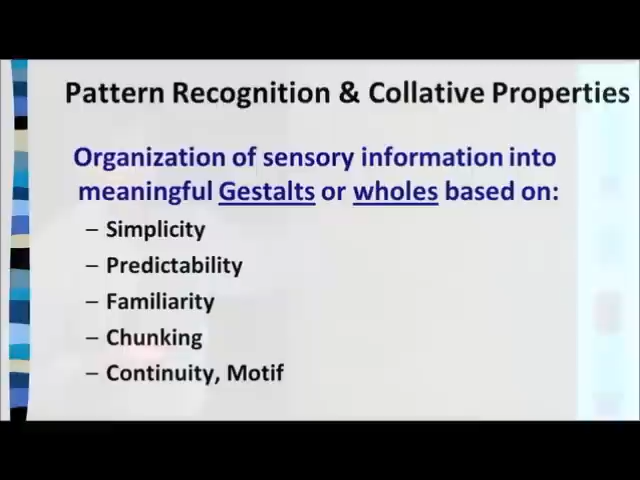 Pattern Recognition & Collative Properties
Organization of sensory information into
meaningful Gestalts or wholes based on:
– Simplicity
– Predictability
– Familiarity
– Chunking
– Continuity, Motif